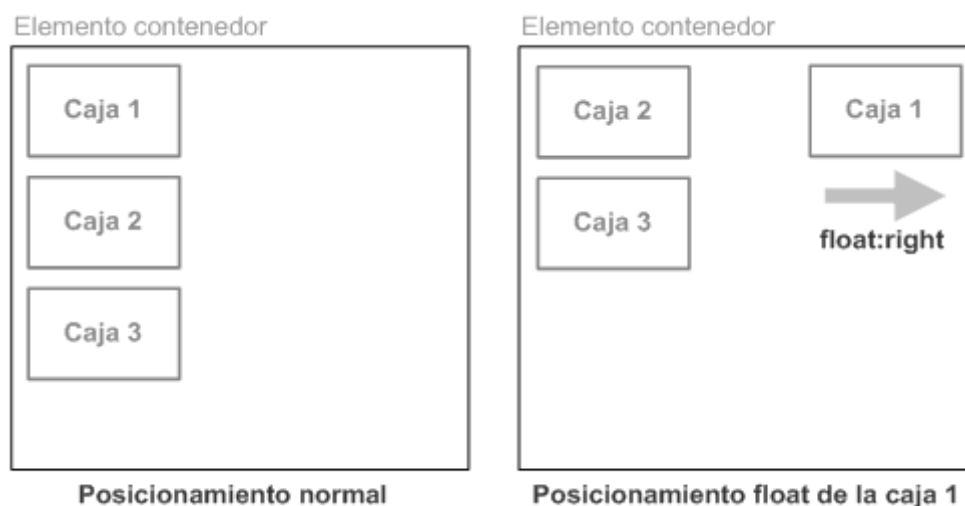 Elemento contenedor
Caja 1
Caja 2
Caja 3
Posicionamiento normal
Elemento contenedor
Caja 2
Caja 1
Caja 3
float:right
Posicionamiento float de la caja 1